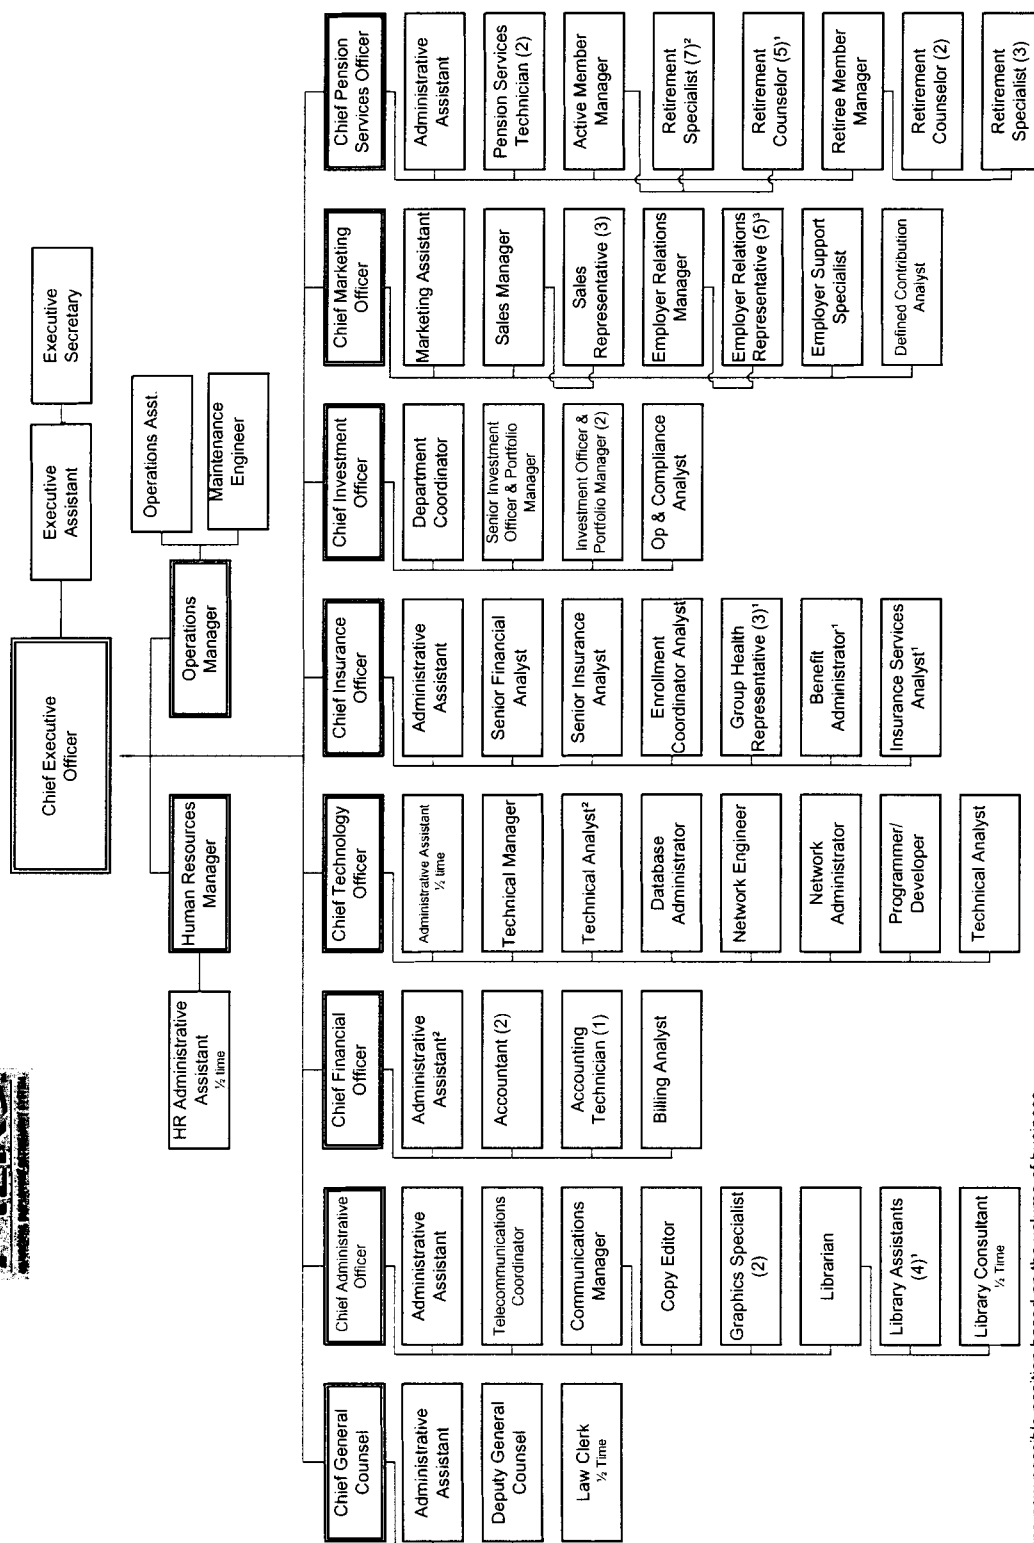 Chief Executive
Officer
Executive
Assistant
Executive
Secretary
Human Resources
Manager
HR Administrative
Assistant
½ time
Operations
Manager
Operations Asst.
Maintenance
Engineer
Chief General
Counsel
Administrative
Assistant
Deputy General
Counsel
Law Clerk
½ Time
Chief Administrative
Officer
Administrative
Assistant
Telecommunications
Coordinator
Communications
Manager
Copy Editor
Graphics Specialist
(2)
Librarian
Library Assistants
(4)¹
Library Consultant
½ Time
Chief Financial
Officer
Administrative
Assistant²
Accountant (2)
Accounting
Technician (1)
Billing Analyst
Chief Technology
Officer
Administrative Assistant
½ time
Technical Manager
Technical Analyst²
Database
Administrator
Network Engineer
Network
Administrator
Programmer/
Developer
Technical Analyst
Chief Insurance
Officer
Administrative
Assistant
Senior Financial
Analyst
Senior Insurance
Analyst
Enrollment
Coordinator Analyst
Group Health
Representative (3)¹
Benefit
Administrator¹
Insurance Services
Analyst¹
Chief Investment
Officer
Department
Coordinator
Senior Investment
Officer & Portfolio
Manager
Investment Officer &
Portfolio Manager (2)
Op & Compliance
Analyst
Chief Marketing
Officer
Marketing Assistant
Sales Manager
Sales
Representative (3)
Employer Relations
Manager
Employer Relations
Representative (5)³
Employer Support
Specialist
Defined Contribution
Analyst
Chief Pension
Services Officer
Administrative
Assistant
Pension Services
Technician (2)
Active Member
Manager
Retirement
Specialist (7)²
Retirement
Counselor (5)¹
Retiree Member
Manager
Retirement
Counselor (2)
Retirement
Specialist (3)
possible position based on the volume of business